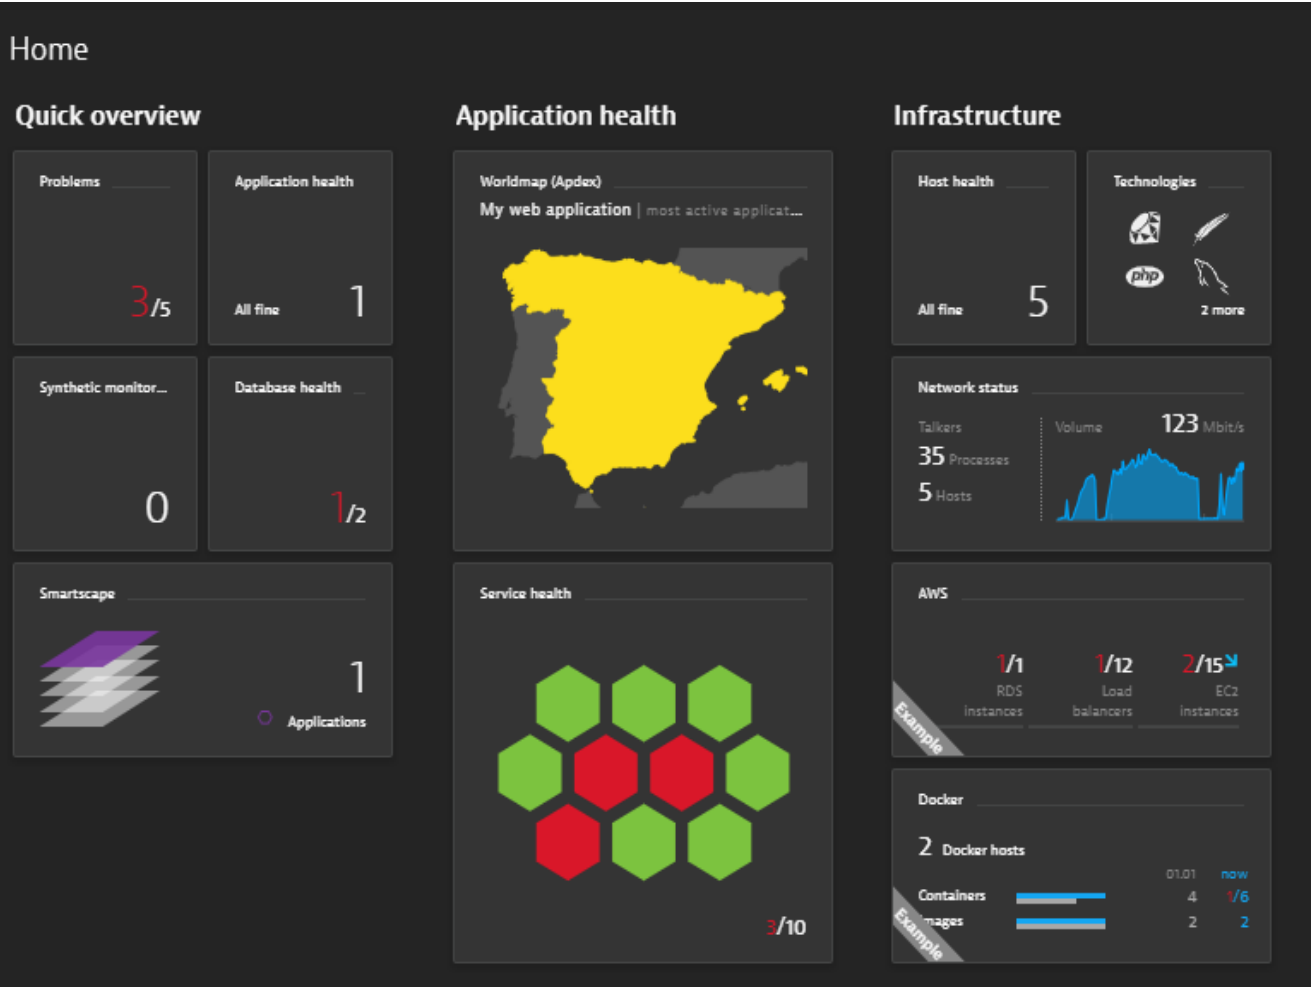 Home
Quick overview
Problems
3/5
Application health
All fine 1
Synthetic monitor...
0
Database health
1/2
Smartscape
1
Applications
Application health
Worldmap (Apdex)
My web application | most active applicat...
Service health
3/10
Infrastructure
Host health
All fine 5
Technologies
php
2 more
Network status
Talkers
35 Processes
5 Hosts
Volume 123 Mbit/s
AWS
1/1 1/12 2/15
RDS Load EC2
instances balancers instances
Example
Docker
2 Docker hosts
01.01 now
Containers 4 1/6
mages 2 2
Example